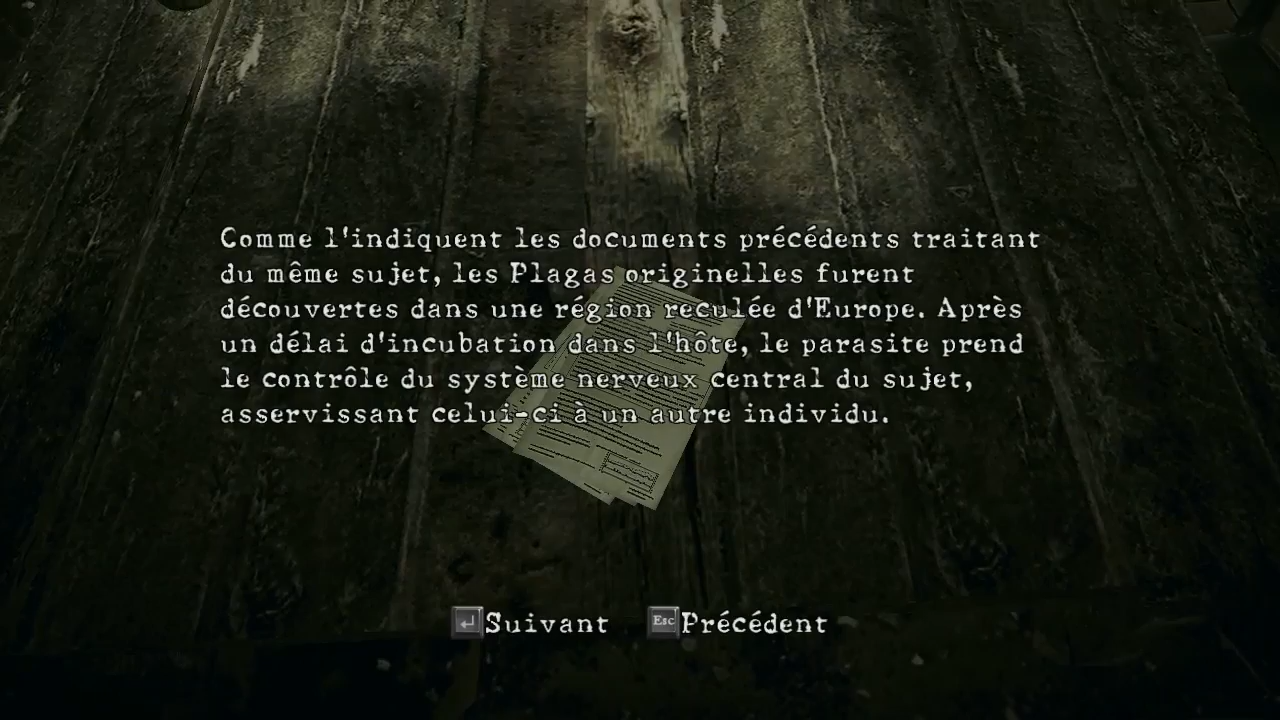 Comme l'indiquent les documents précédents traitant
du même sujet, les Plagas originelles furent
découvertes dans une région reculée d'Europe. Après
un délai d'incubation dans l'hôte, le parasite prend
le contrôle du système nerveux central du sujet,
asservissant celui-ci à un autre individu.
Suivant Esc Précédent